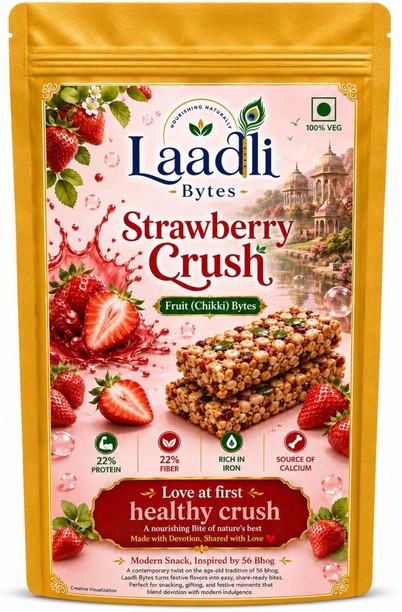 NOURISHING NATURALLY
Laadli
Bytes
100% VEG
Strawberry
Crush
Fruit (Chikki) Bytes
22%
PROTEIN
22%
FIBER
RICH IN
IRON
SOURCE OF
CALCIUM
Love at first
healthy crush
A nourishing Bite of nature's best
Made with Devotion, Shared with Love
Modern Snack, Inspired by 56 Bhog
A contemporary twist on the age-old tradition of 56 bhog,
Laadli Bytes turns festive flavors into easy, share-ready bites.
Perfect for snacking, gifting, and festive moments that
blend devotion with modern indulgence.
Creative Visualization